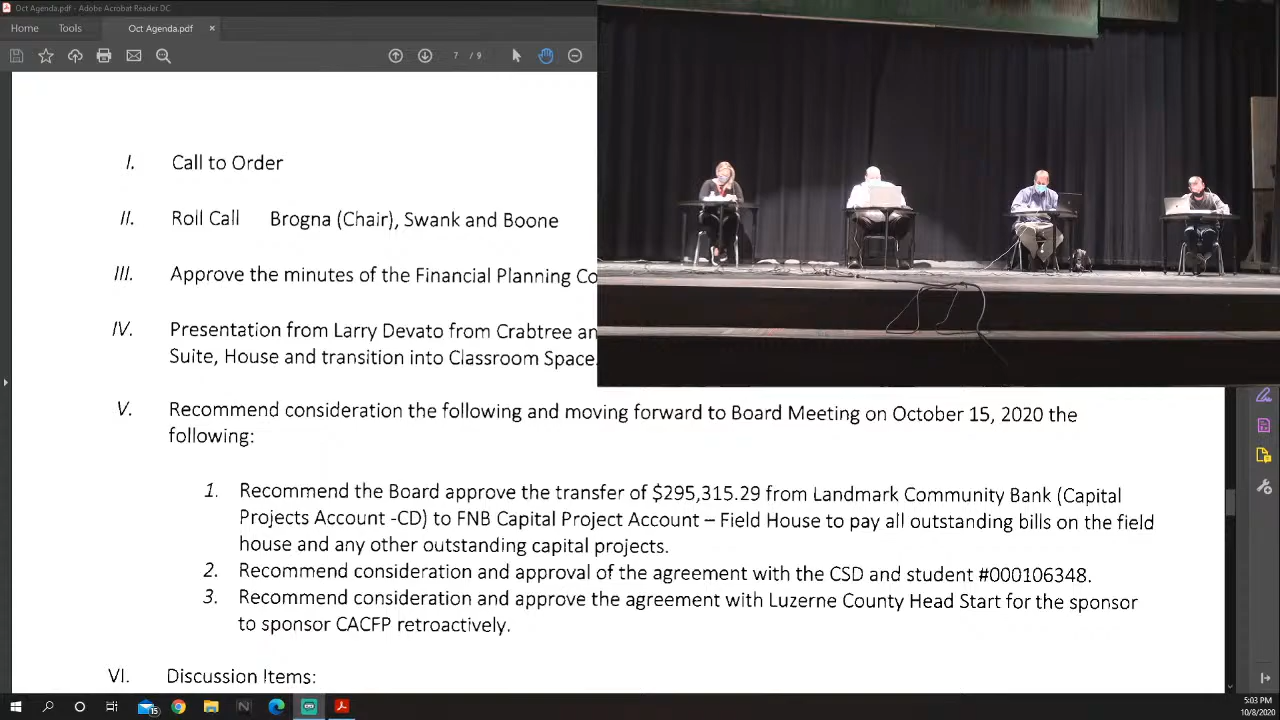 Oct Agenda.pdf - Adobe Acrobat Reader DC
Home Tools Oct Agenda.pdf ×
7 / 9
I. Call to Order
II. Roll Call Brogna (Chair), Swank and Boone
III. Approve the minutes of the Financial Planning Co
IV. Presentation from Larry Devato from Crabtree an
Suite, House and transition into Classroom Space.
V. Recommend consideration the following and moving forward to Board Meeting on October 15, 2020 the
following:
1. Recommend the Board approve the transfer of $295,315.29 from Landmark Community Bank (Capital
Projects Account -CD) to FNB Capital Project Account – Field House to pay all outstanding bills on the field
house and any other outstanding capital projects.
2. Recommend consideration and approval of the agreement with the CSD and student #000106348.
3. Recommend consideration and approve the agreement with Luzerne County Head Start for the sponsor
to sponsor CACFP retroactively.
VI. Discussion Items:
15
5:03 PM
10/8/2020